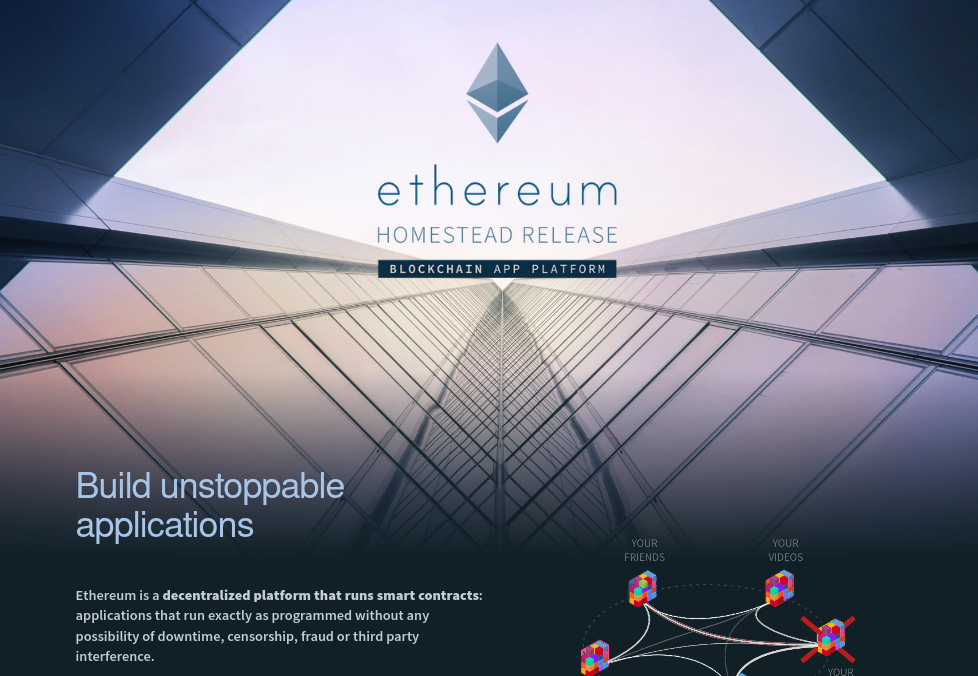 ethereum
HOMESTEAD RELEASE
BLOCKCHAIN APP PLATFORM
Build unstoppable
applications
Ethereum is a decentralized platform that runs smart contracts:
applications that run exactly as programmed without any
possibility of downtime, censorship, fraud or third party
interference.
YOUR
FRIENDS
YOUR
VIDEOS
YOUR